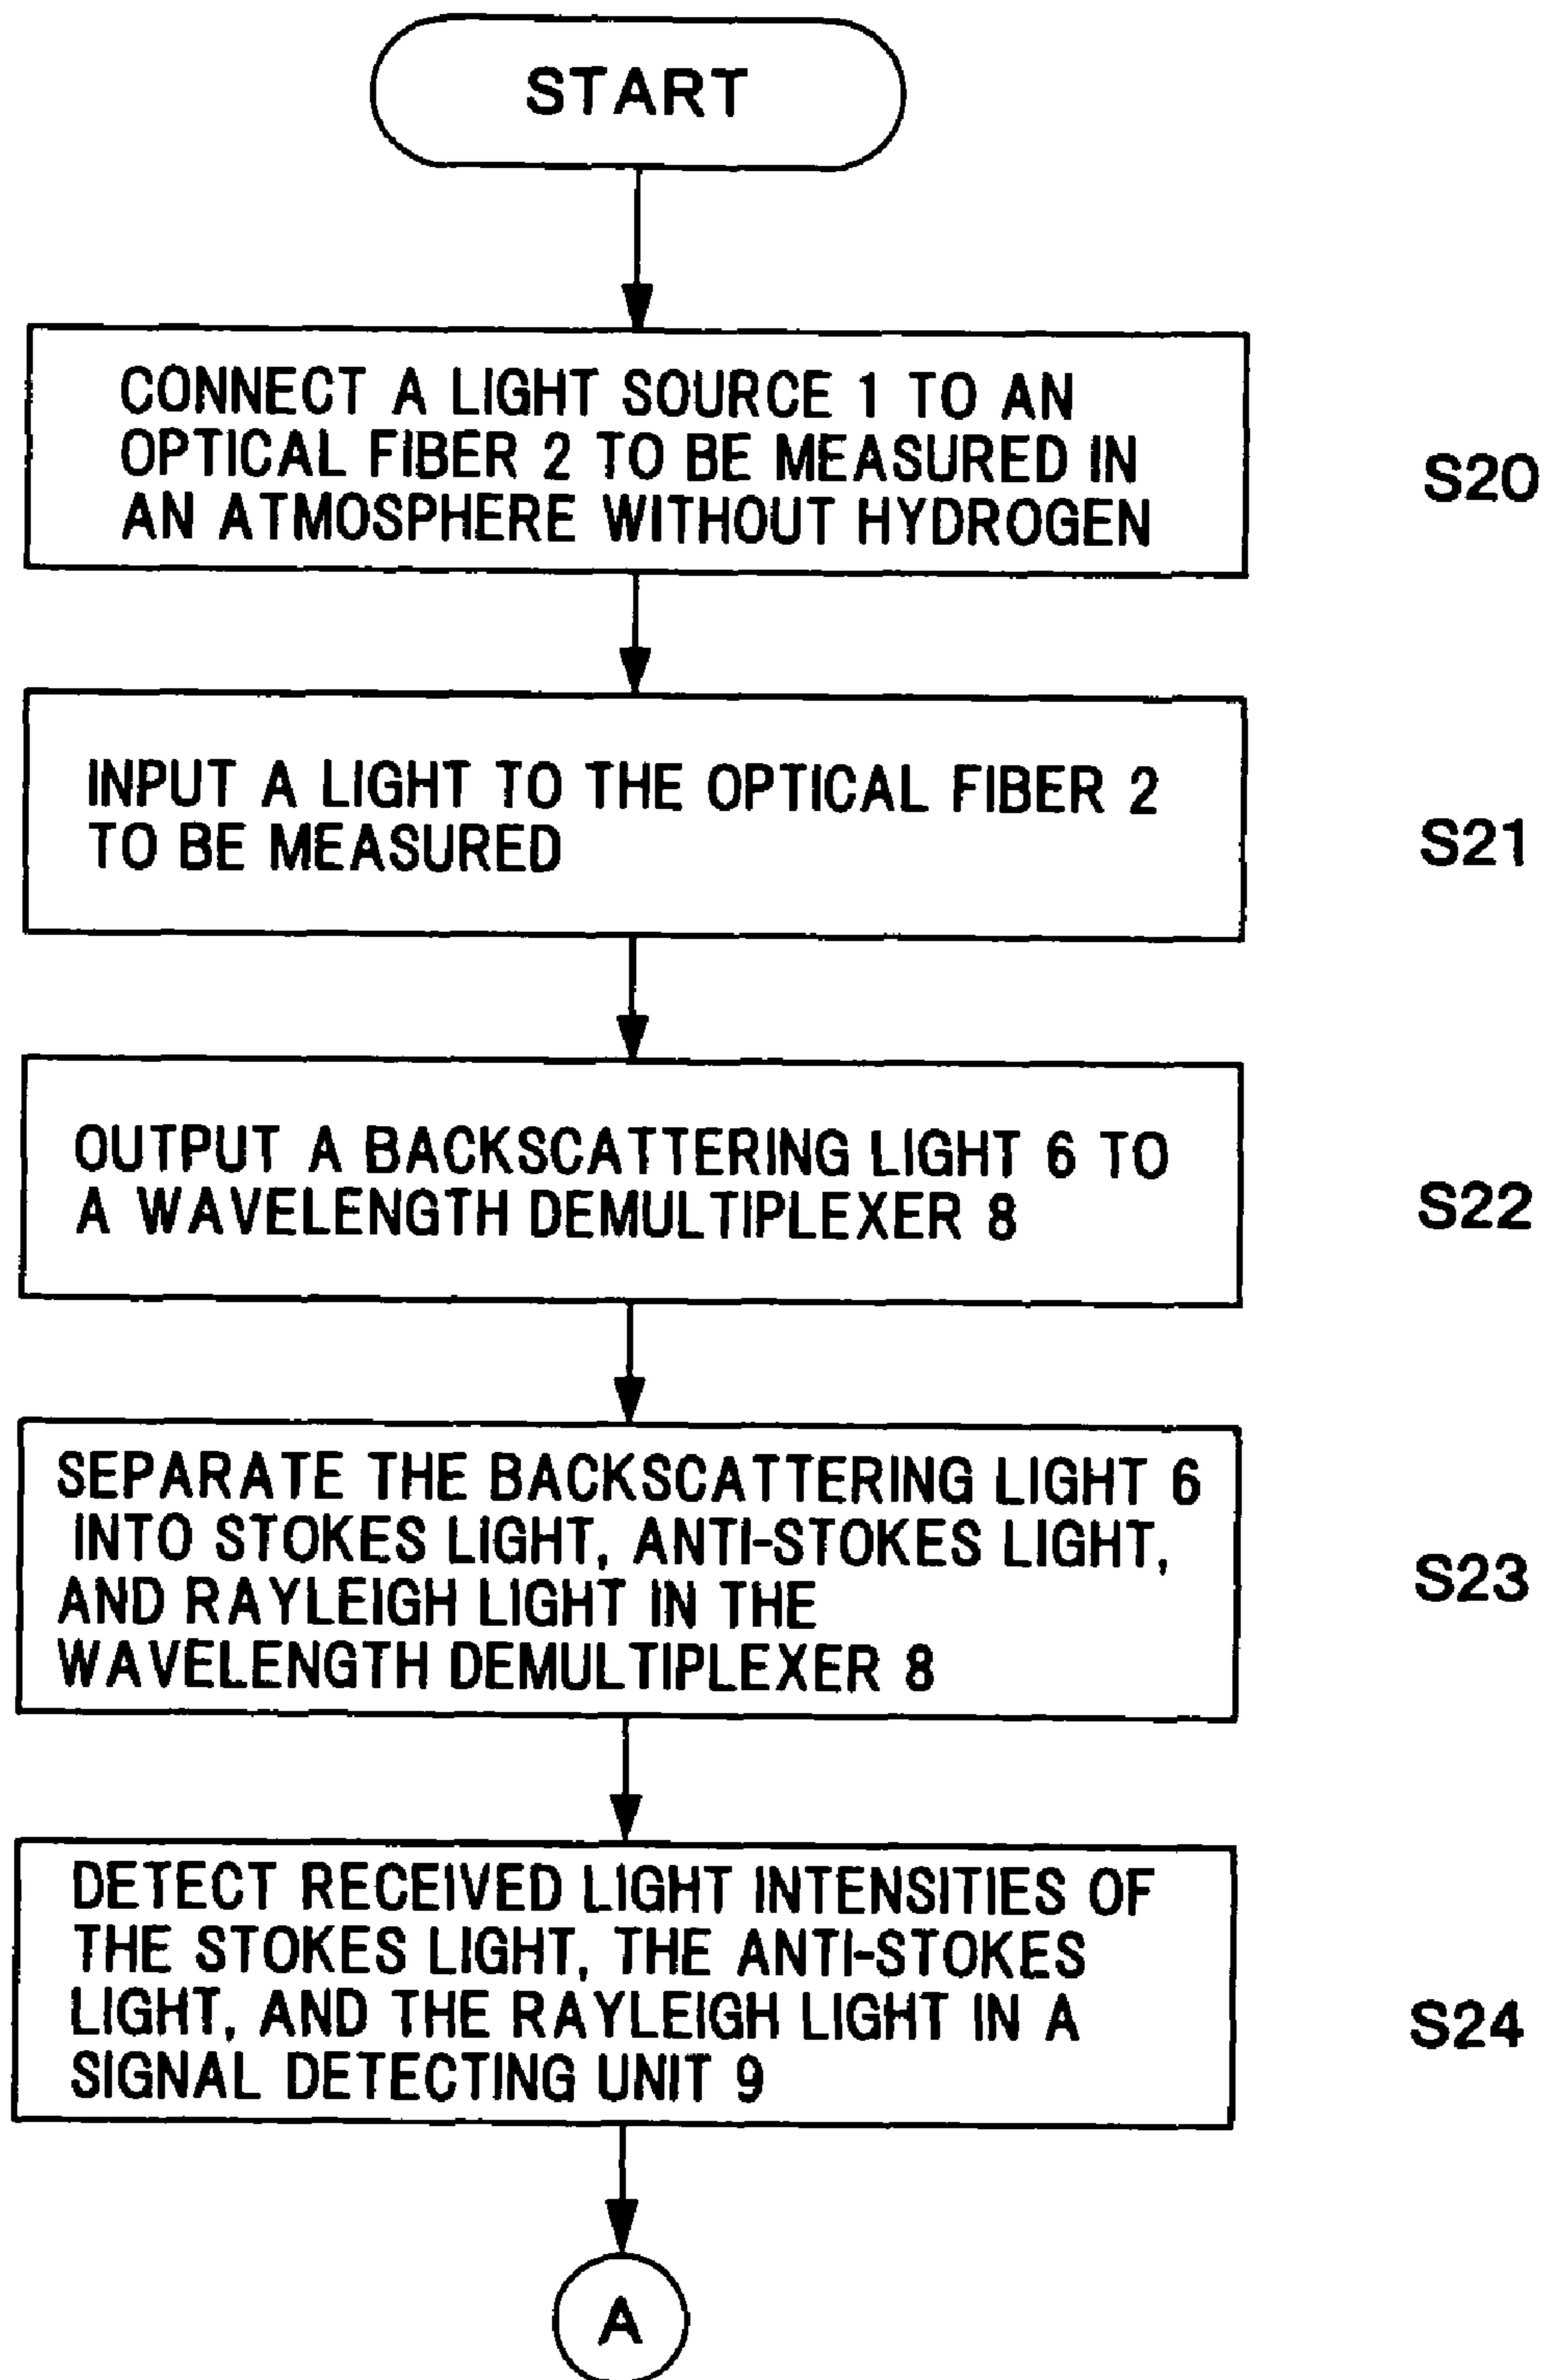 START
CONNECT A LIGHT SOURCE 1 TO AN
OPTICAL FIBER 2 TO BE MEASURED IN
AN ATMOSPHERE WITHOUT HYDROGEN
S20
INPUT A LIGHT TO THE OPTICAL FIBER 2
TO BE MEASURED
S21
OUTPUT A BACKSCATTERING LIGHT 6 TO
A WAVELENGTH DEMULTIPLEXER 8
S22
SEPARATE THE BACKSCATTERING LIGHT 6
INTO STOKES LIGHT, ANTI-STOKES LIGHT,
AND RAYLEIGH LIGHT IN THE
WAVELENGTH DEMULTIPLEXER 8
S23
DETECT RECEIVED LIGHT INTENSITIES OF
THE STOKES LIGHT, THE ANTI-STOKES
LIGHT, AND THE RAYLEIGH LIGHT IN A
SIGNAL DETECTING UNIT 9
S24
A